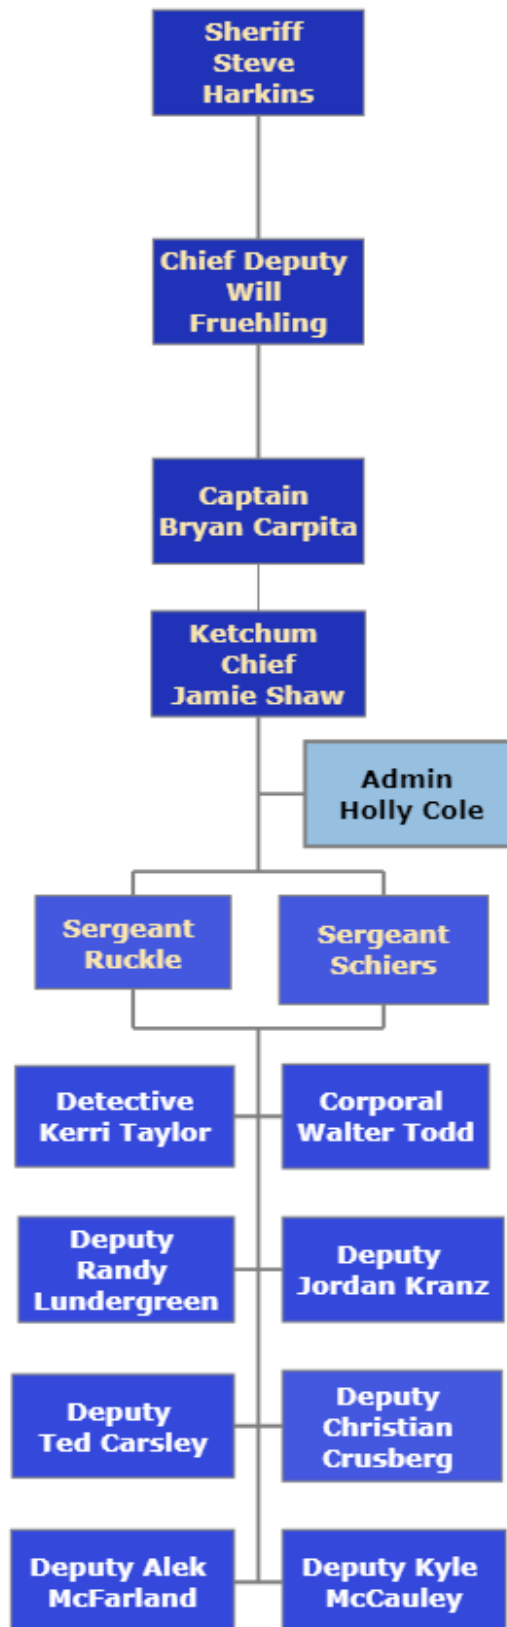 Sheriff
Steve
Harkins
Chief Deputy
Will
Fruehling
Captain
Bryan Carpita
Ketchum
Chief
Jamie Shaw
Admin
Holly Cole
Sergeant
Ruckle
Sergeant
Schiers
Detective
Kerri Taylor
Corporal
Walter Todd
Deputy
Randy
Lundergreen
Deputy
Jordan Kranz
Deputy
Ted Carsley
Deputy
Christian
Crusberg
Deputy Alek
McFarland
Deputy Kyle
McCauley